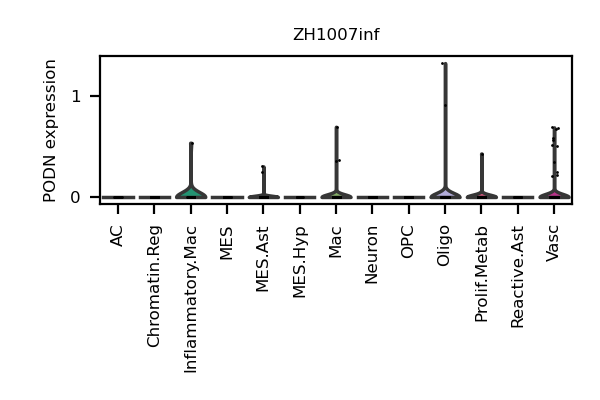 ZH1007inf
PODN expression
1
0
AC
Chromatin.Reg
Inflammatory.Mac
MES
MES.Ast
MES.Hyp
Mac
Neuron
OPC
Oligo
Prolif.Metab
Reactive.Ast
Vasc